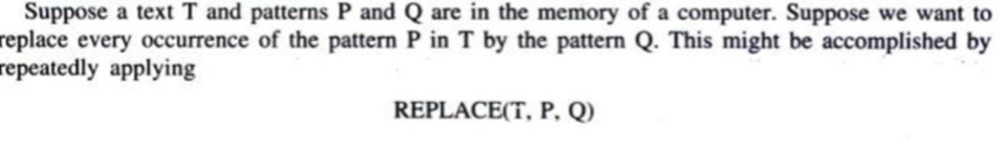 Suppose a text T and patterns P and Q are in the memory of a computer. Suppose we want to
replace every occurrence of the pattern P in T by the pattern Q. This might be accomplished by
repeatedly applying
REPLACE(T, P, Q)